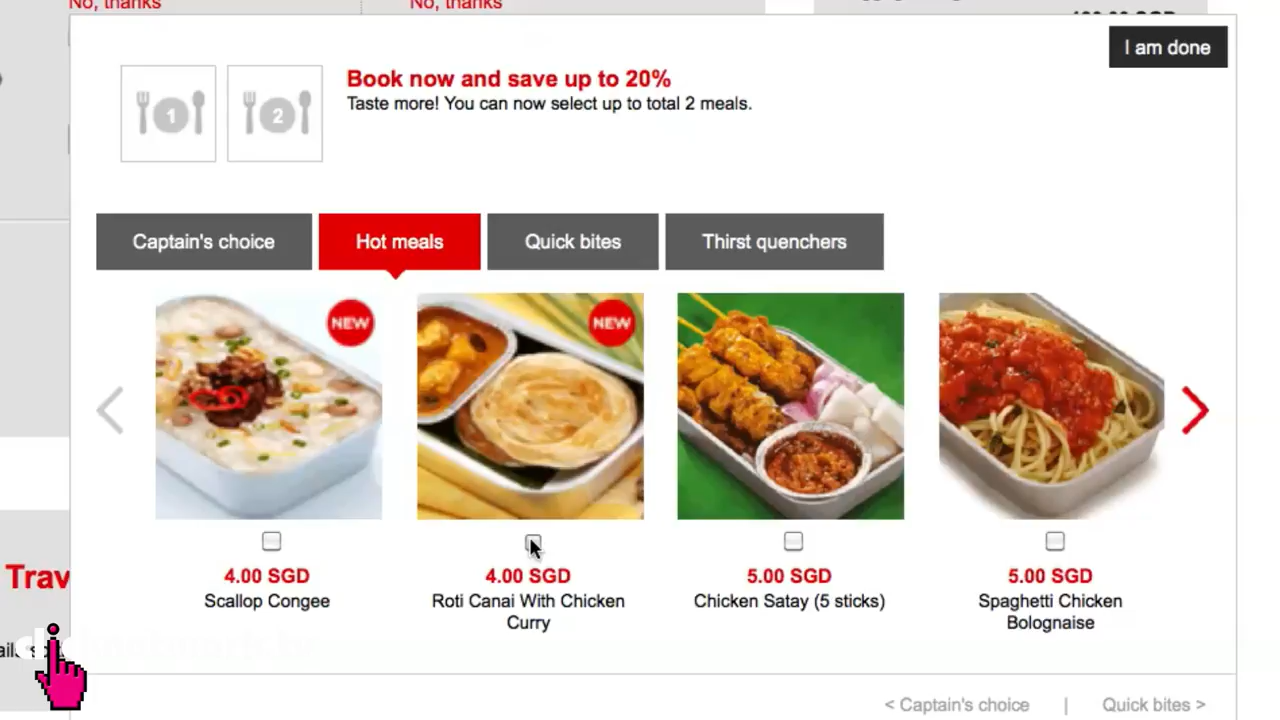 No, thanks
No, thanks
I am done
Book now and save up to 20%
Taste more! You can now select up to total 2 meals.
1
2
Captain's choice
Hot meals
Quick bites
Thirst quenchers
NEW
NEW
4.00 SGD
4.00 SGD
5.00 SGD
5.00 SGD
Scallop Congee
Roti Canai With Chicken
Curry
Chicken Satay (5 sticks)
Spaghetti Chicken
Bolognaise
Trav
< Captain's choice | Quick bites >